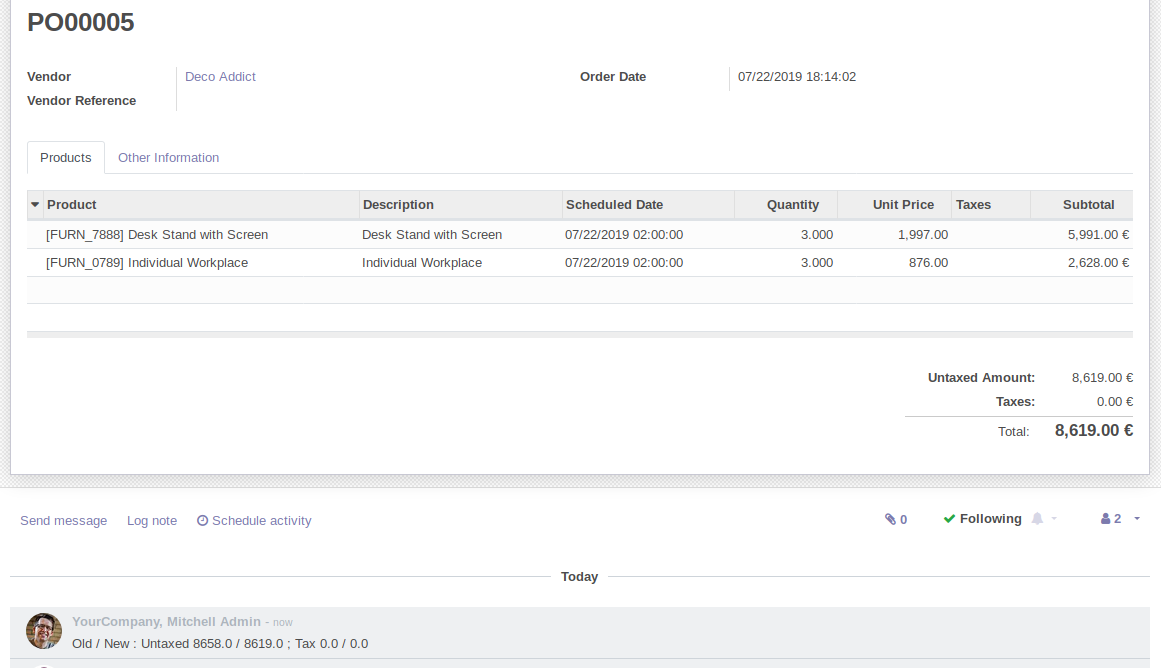 PO00005
Vendor Deco Addict Order Date 07/22/2019 18:14:02
Vendor Reference
Products Other Information
Product Description Scheduled Date Quantity Unit Price Taxes Subtotal
[FURN_7888] Desk Stand with Screen Desk Stand with Screen 07/22/2019 02:00:00 3.000 1,997.00 5,991.00 €
[FURN_0789] Individual Workplace Individual Workplace 07/22/2019 02:00:00 3.000 876.00 2,628.00 €
Untaxed Amount: 8,619.00 €
Taxes: 0.00 €
Total: 8,619.00 €
Send message Log note Schedule activity 0 Following 2
Today
YourCompany, Mitchell Admin - now
Old / New : Untaxed 8658.0 / 8619.0 ; Tax 0.0 / 0.0